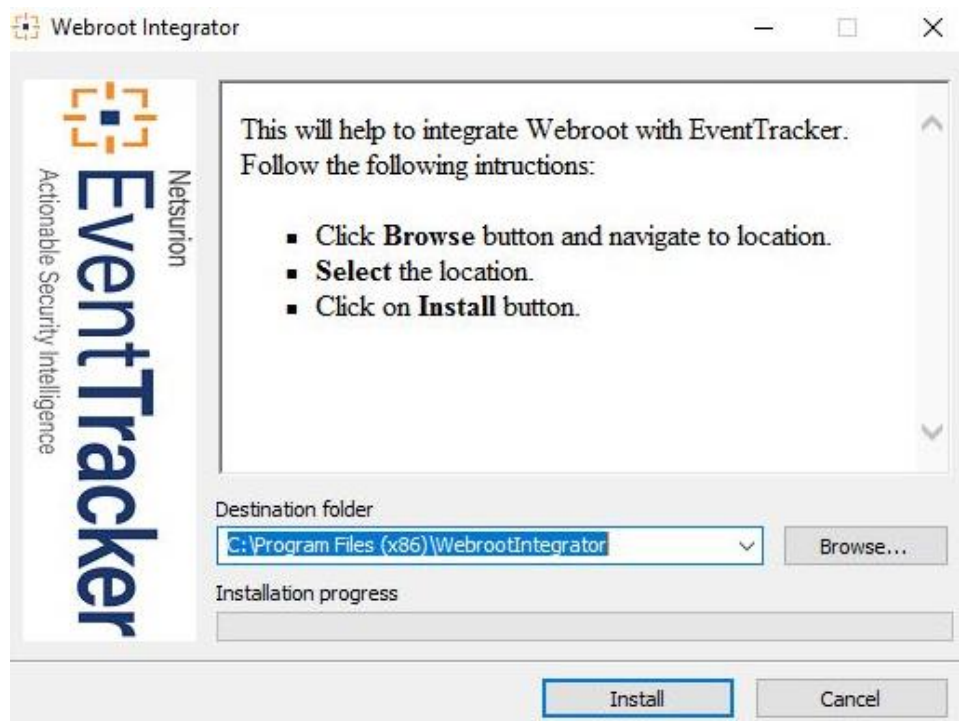 Webroot Integrator
Netsurion
EventTracker
Actionable Security Intelligence
This will help to integrate Webroot with EventTracker.
Follow the following intructions:
▪ Click Browse button and navigate to location.
▪ Select the location.
▪ Click on Install button.
Destination folder
C:\Program Files (x86)\WebrootIntegrator
Browse...
Installation progress
Install
Cancel